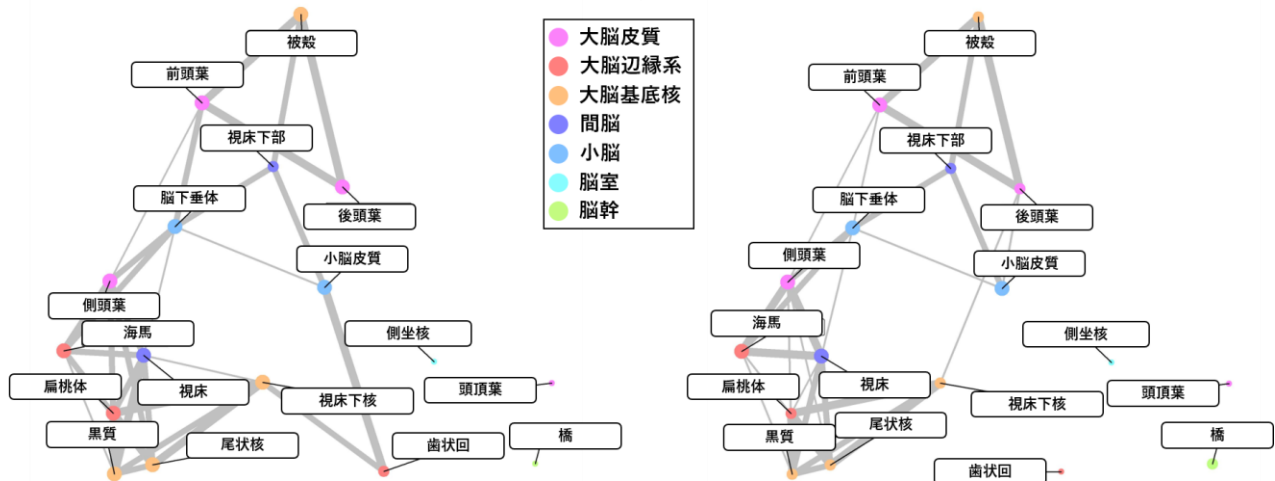 被殻
前頭葉
視床下部
脳下垂体
後頭葉
小脳皮質
側頭葉
海馬
側坐核
扁桃体
視床
頭頂葉
視床下核
黒質
尾状核
歯状回
橋
大脳皮質
大脳辺縁系
大脳基底核
間脳
小脳
脳室
脳幹
被殻
前頭葉
視床下部
脳下垂体
後頭葉
側頭葉
小脳皮質
海馬
側坐核
扁桃体
視床
頭頂葉
視床下核
黒質
尾状核
橋
歯状回